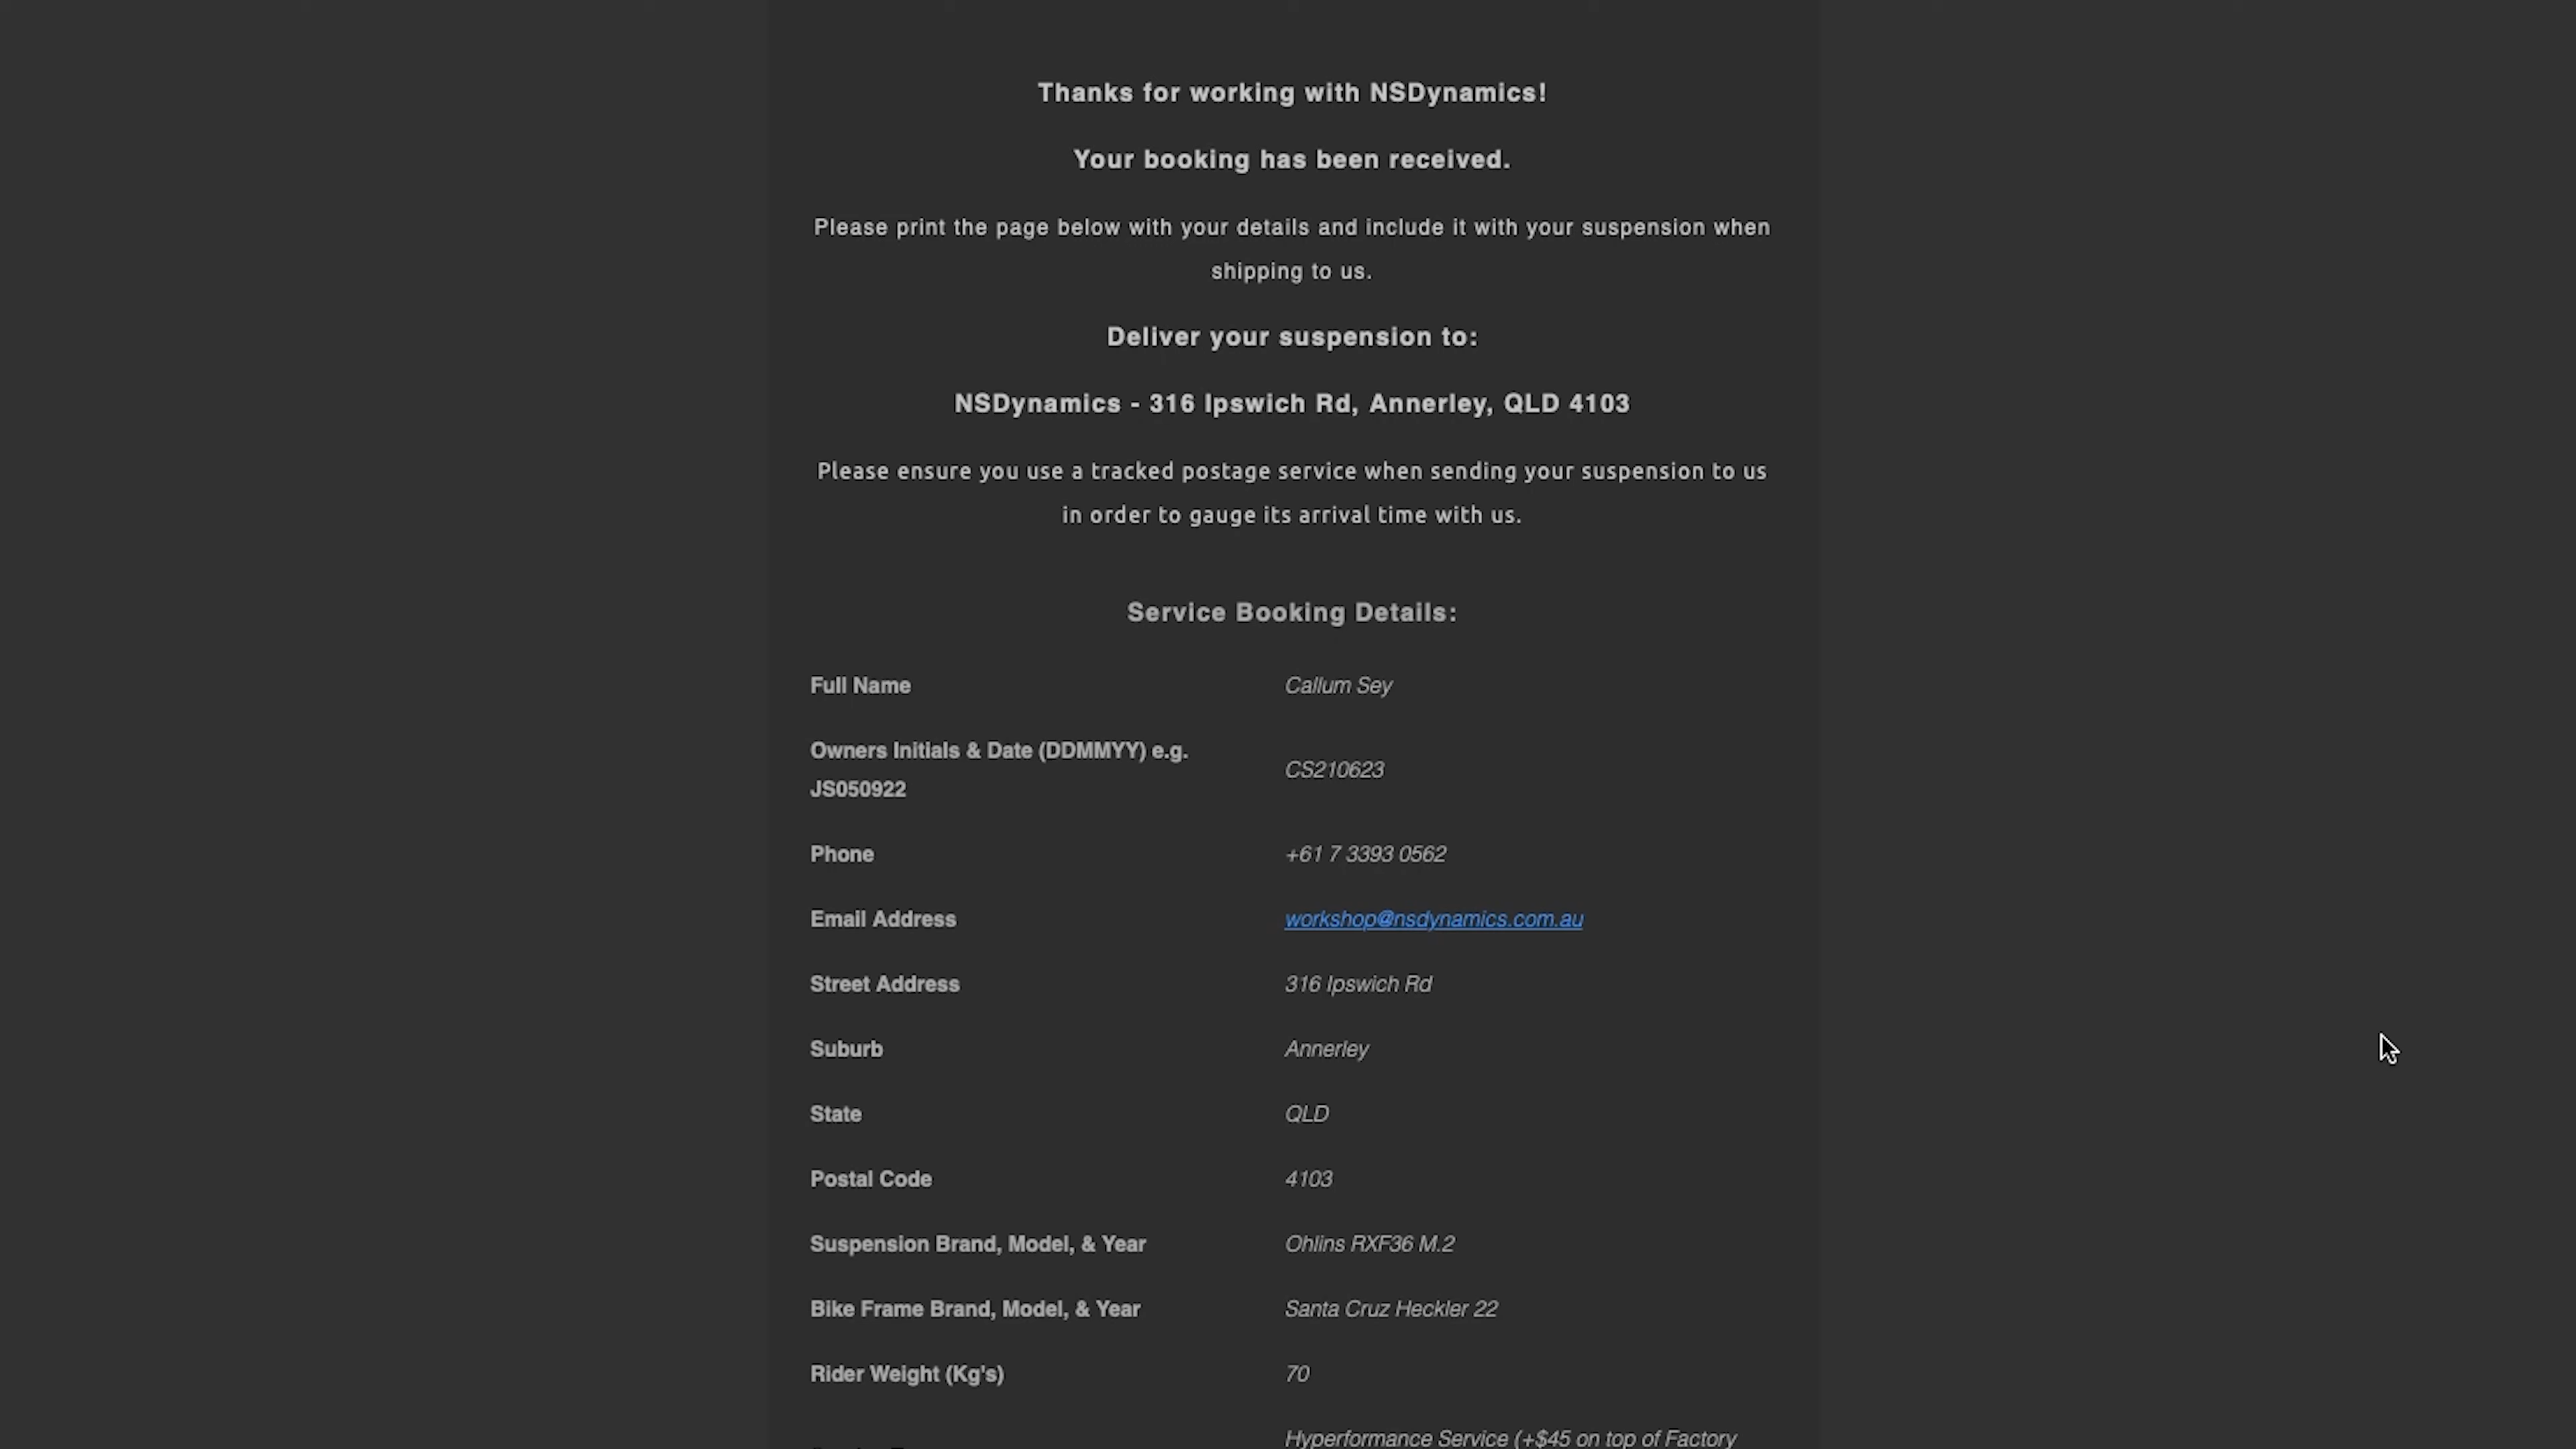 Thanks for working with NSDynamics!
Your booking has been received.
Please print the page below with your details and include it with your suspension when
shipping to us.
Deliver your suspension to:
NSDynamics - 316 Ipswich Rd, Annerley, QLD 4103
Please ensure you use a tracked postage service when sending your suspension to us
in order to gauge its arrival time with us.
Service Booking Details:
Full Name Callum Sey
Owners Initials & Date (DDMMYY) e.g.
JS050922 CS210623
Phone +61 7 3393 0562
Email Address workshop@nsdynamics.com.au
Street Address 316 Ipswich Rd
Suburb Annerley
State QLD
Postal Code 4103
Suspension Brand, Model, & Year Ohlins RXF36 M.2
Bike Frame Brand, Model, & Year Santa Cruz Heckler 22
Rider Weight (Kg's) 70
Hyperformance Service (+$45 on top of Factory